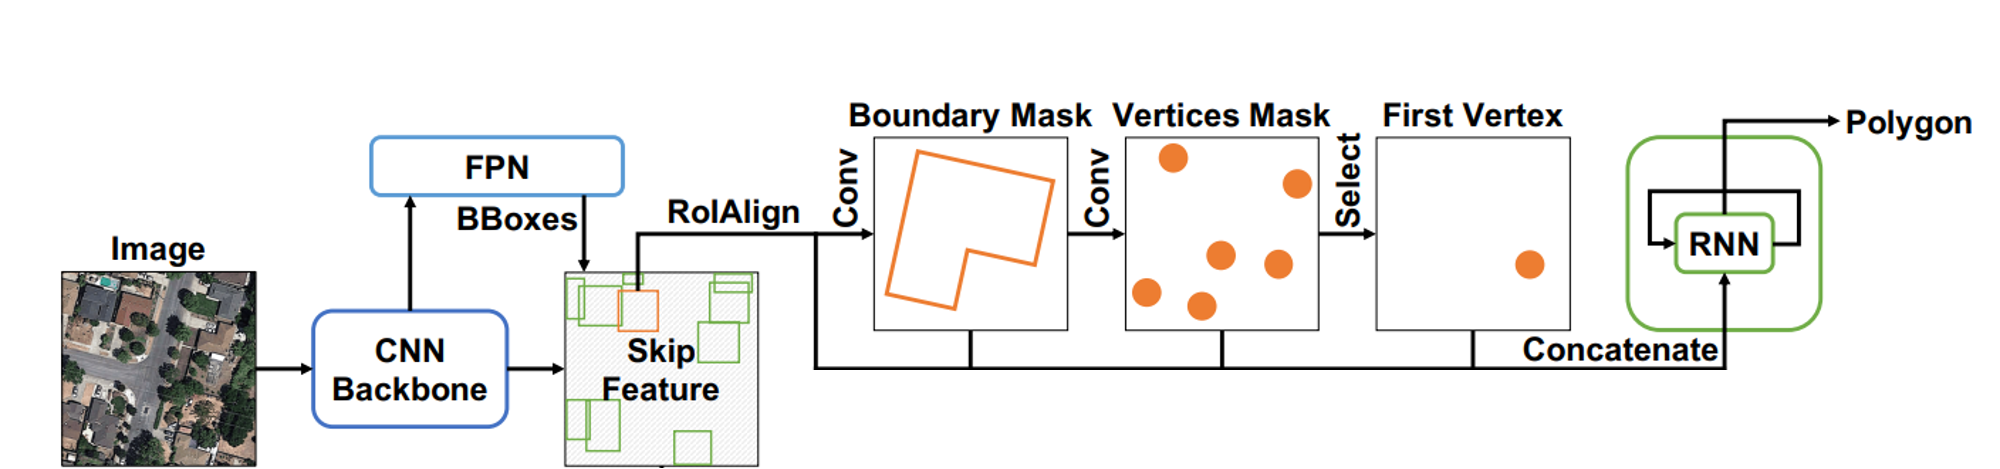 Image
CNN
Backbone
FPN
BBoxes
Skip
Feature
RoIAlign
Conv
Boundary Mask
Conv
Vertices Mask
Select
First Vertex
Concatenate
RNN
Polygon